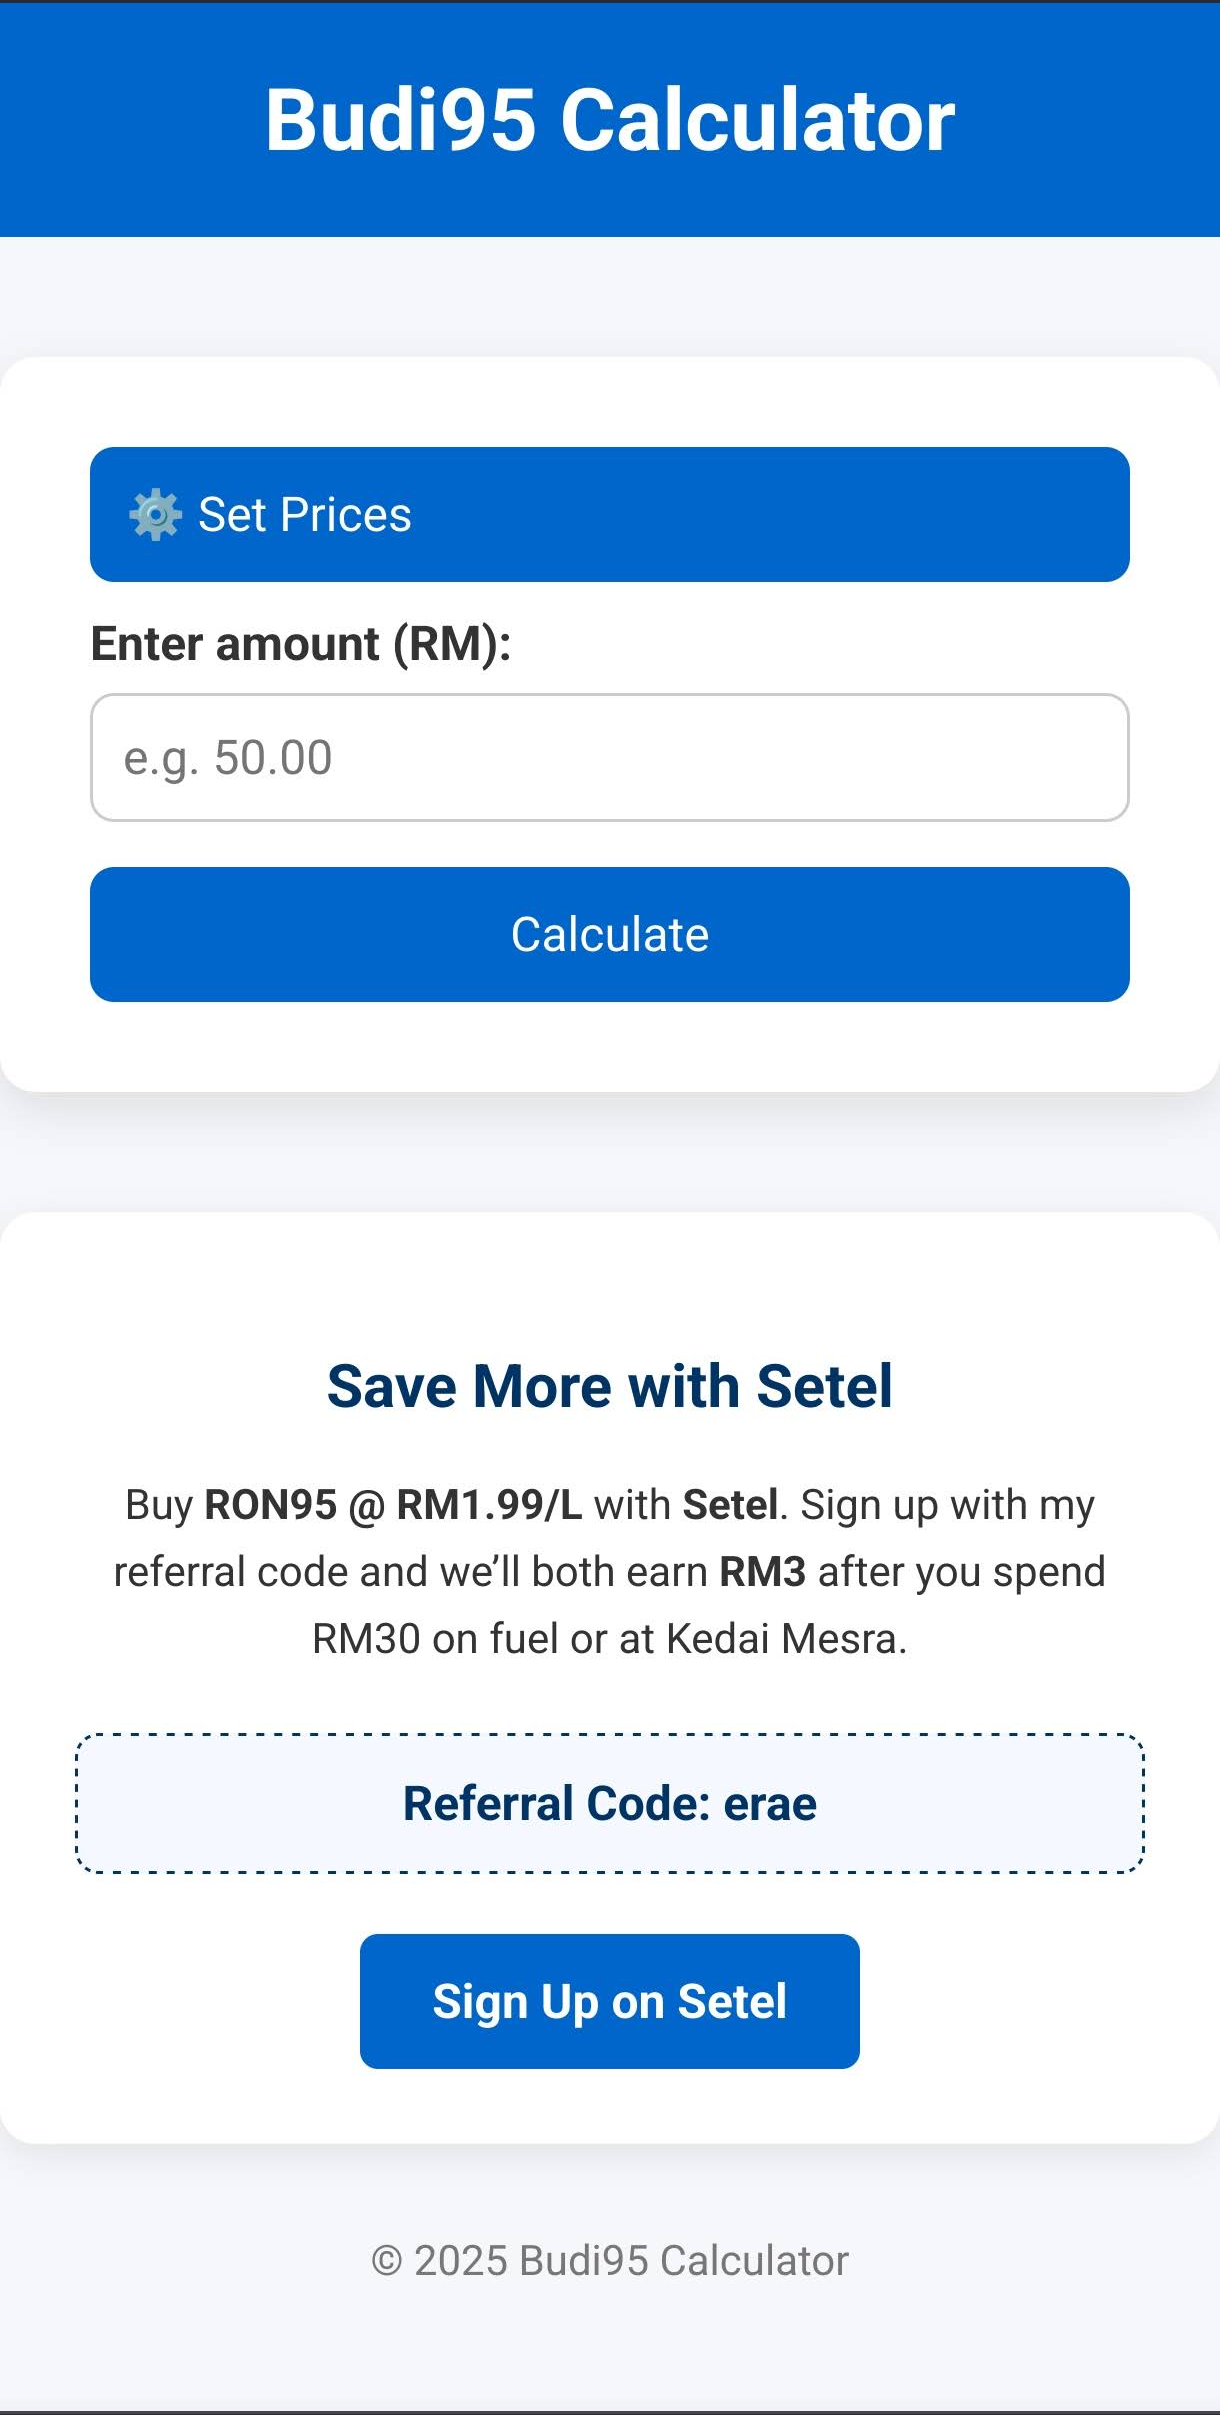 Budi95 Calculator
⚙️ Set Prices
Enter amount (RM):
e.g. 50.00
Calculate
Save More with Setel
Buy RON95 @ RM1.99/L with Setel. Sign up with my
referral code and we’ll both earn RM3 after you spend
RM30 on fuel or at Kedai Mesra.
Referral Code: erae
Sign Up on Setel
© 2025 Budi95 Calculator